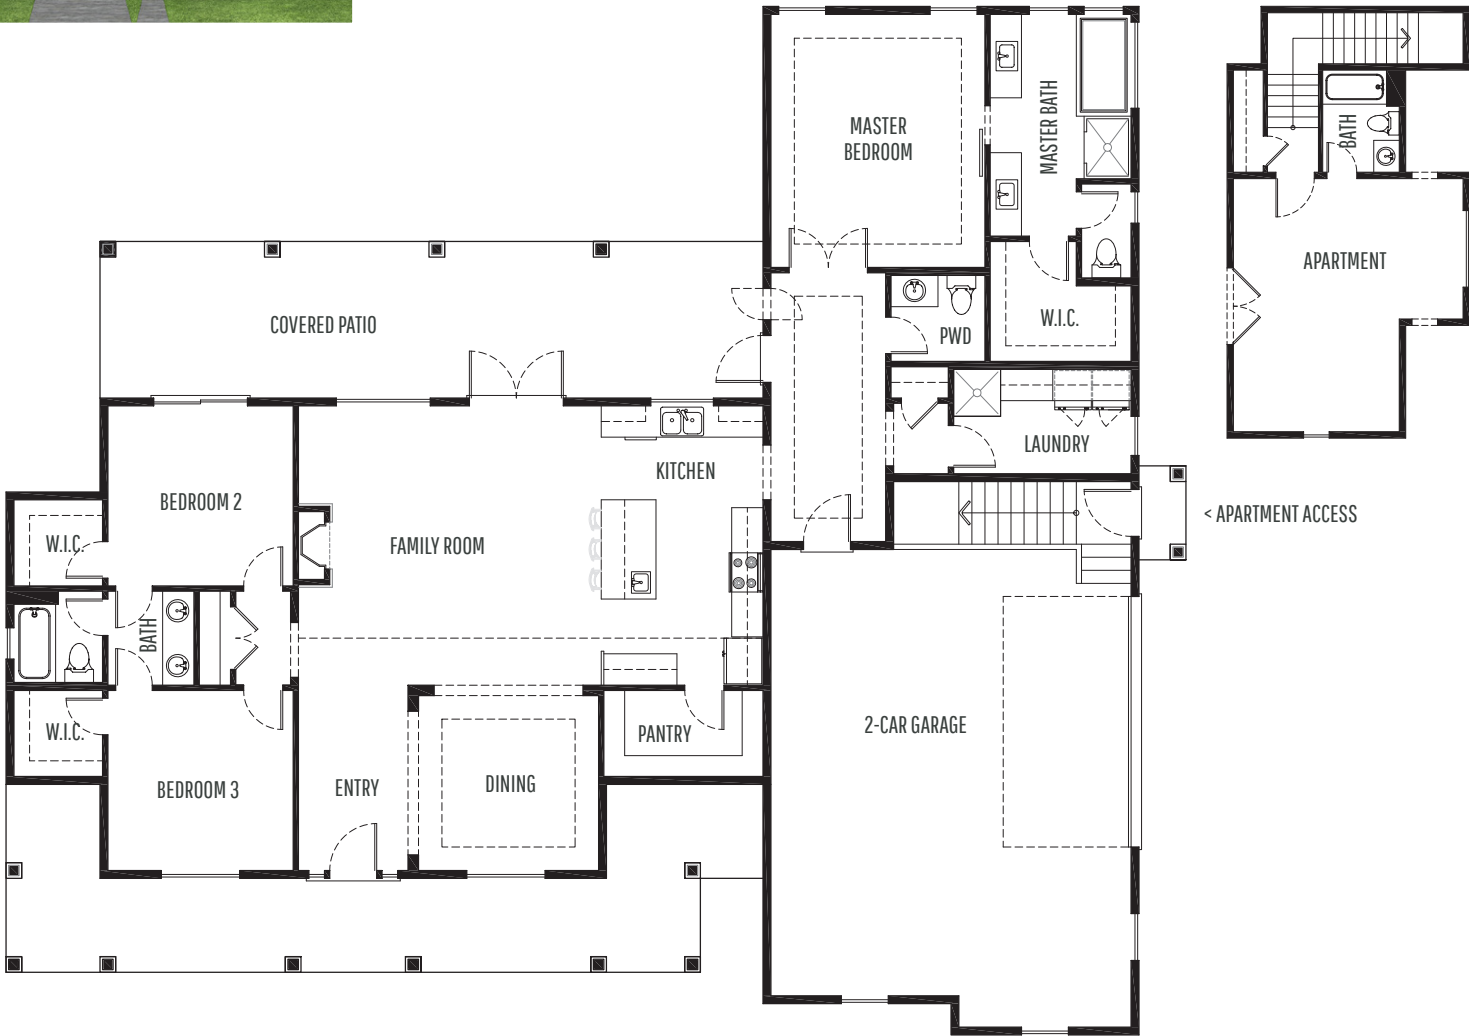 MASTER
BEDROOM
MASTER BATH
BATH
APARTMENT
COVERED PATIO
PWD
W.I.C.
LAUNDRY
KITCHEN
BEDROOM 2
< APARTMENT ACCESS
W.I.C.
FAMILY ROOM
BATH
W.I.C.
PANTRY
2-CAR GARAGE
BEDROOM 3
ENTRY
DINING